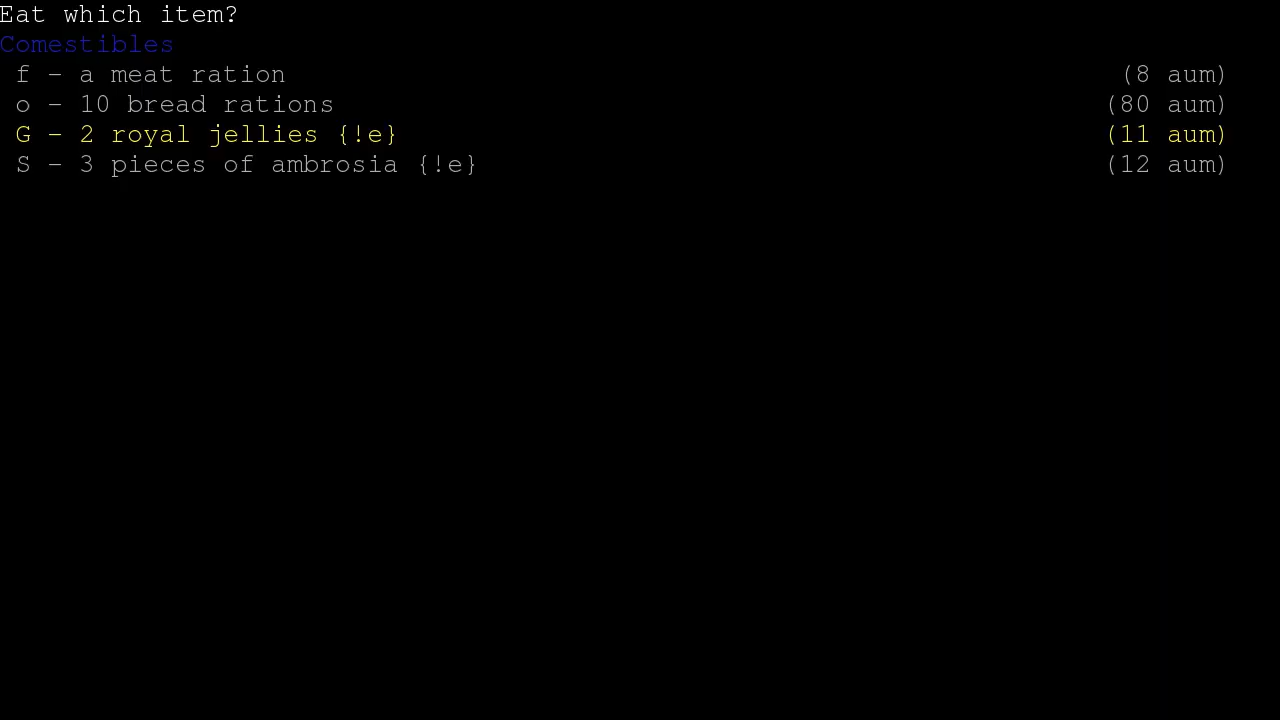 Eat which item?
Comestibles
f - a meat ration (8 aum)
o - 10 bread rations (80 aum)
G - 2 royal jellies {!e} (11 aum)
S - 3 pieces of ambrosia {!e} (12 aum)